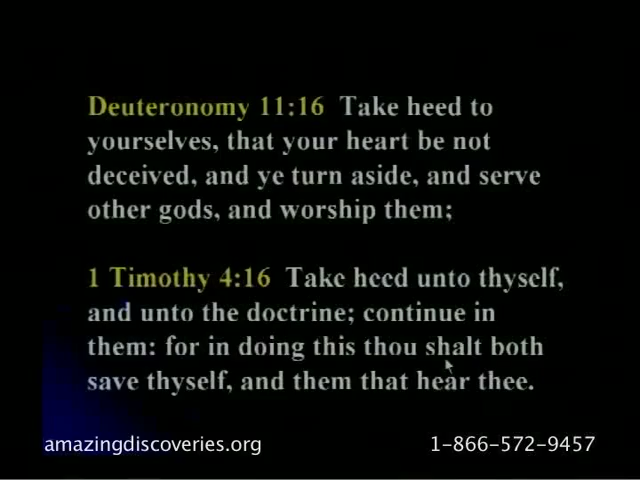 Deuteronomy 11:16 Take heed to
yourselves, that your heart be not
deceived, and ye turn aside, and serve
other gods, and worship them;
1 Timothy 4:16 Take heed unto thyself,
and unto the doctrine; continue in
them: for in doing this thou shalt both
save thyself, and them that hear thee.
amazingdiscoveries.org 1-866-572-9457